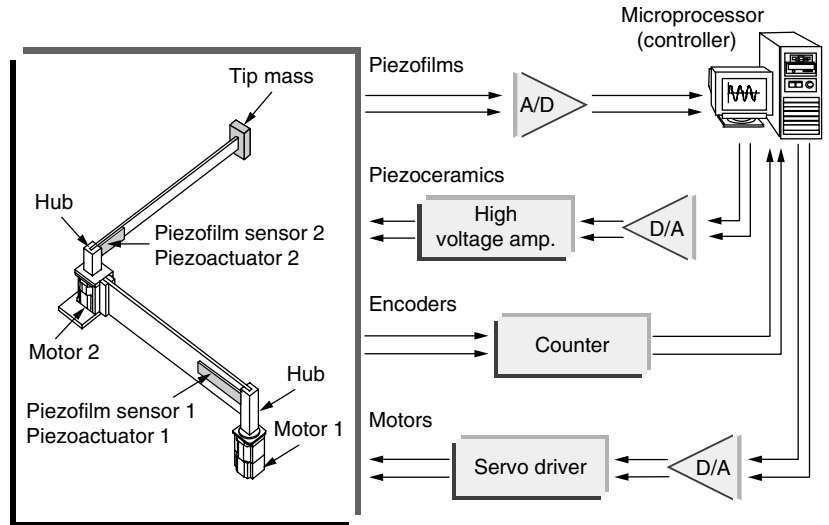 Microprocessor
(controller)
Piezofilms
A/D
Tip mass
Piezoceramics
High
voltage amp.
D/A
Hub
Piezofilm sensor 2
Piezoactuator 2
Encoders
Counter
Motor 2
Hub
Piezofilm sensor 1
Piezoactuator 1
Motor 1
Motors
Servo driver
D/A